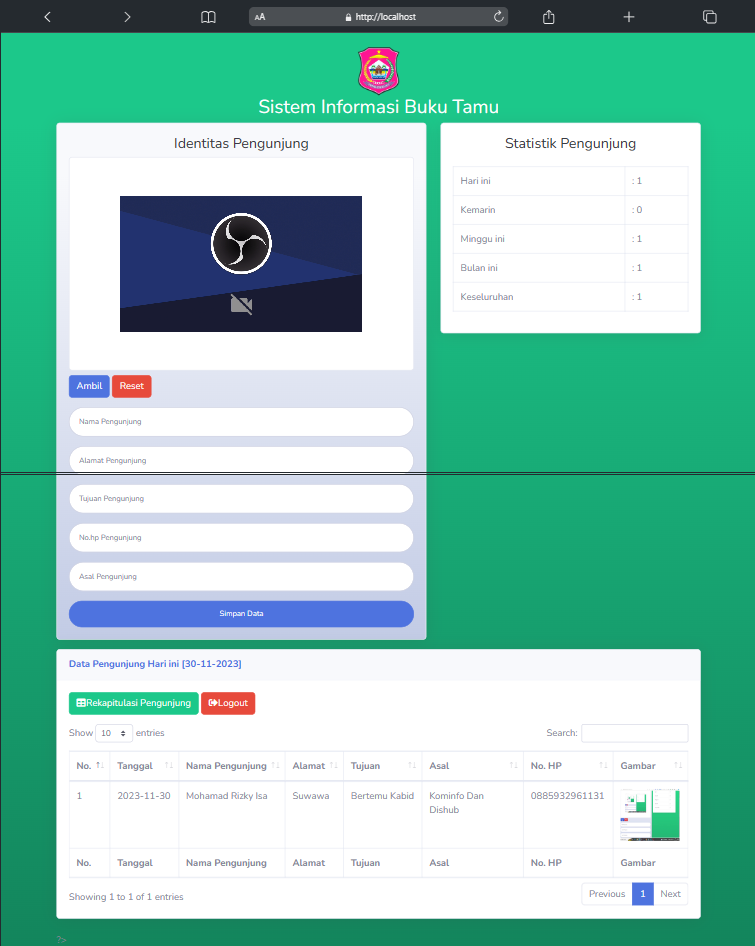 AA http://localhost
Sistem Informasi Buku Tamu
Identitas Pengunjung
Ambil Reset
Nama Pengunjung
Alamat Pengunjung
Tujuan Pengunjung
No.hp Pengunjung
Asal Pengunjung
Simpan Data
Statistik Pengunjung
Hari ini : 1
Kemarin : 0
Minggu ini : 1
Bulan ini : 1
Keseluruhan : 1
Data Pengunjung Hari ini [30-11-2023]
Rekapitulasi Pengunjung Logout
Show 10 entries Search:
No. Tanggal Nama Pengunjung Alamat Tujuan Asal No. HP Gambar
1 2023-11-30 Mohamad Rizky Isa Suwawa Bertemu Kabid Kominfo Dan 0885932961131
Dishub
No. Tanggal Nama Pengunjung Alamat Tujuan Asal No. HP Gambar
Showing 1 to 1 of 1 entries Previous 1 Next
?>